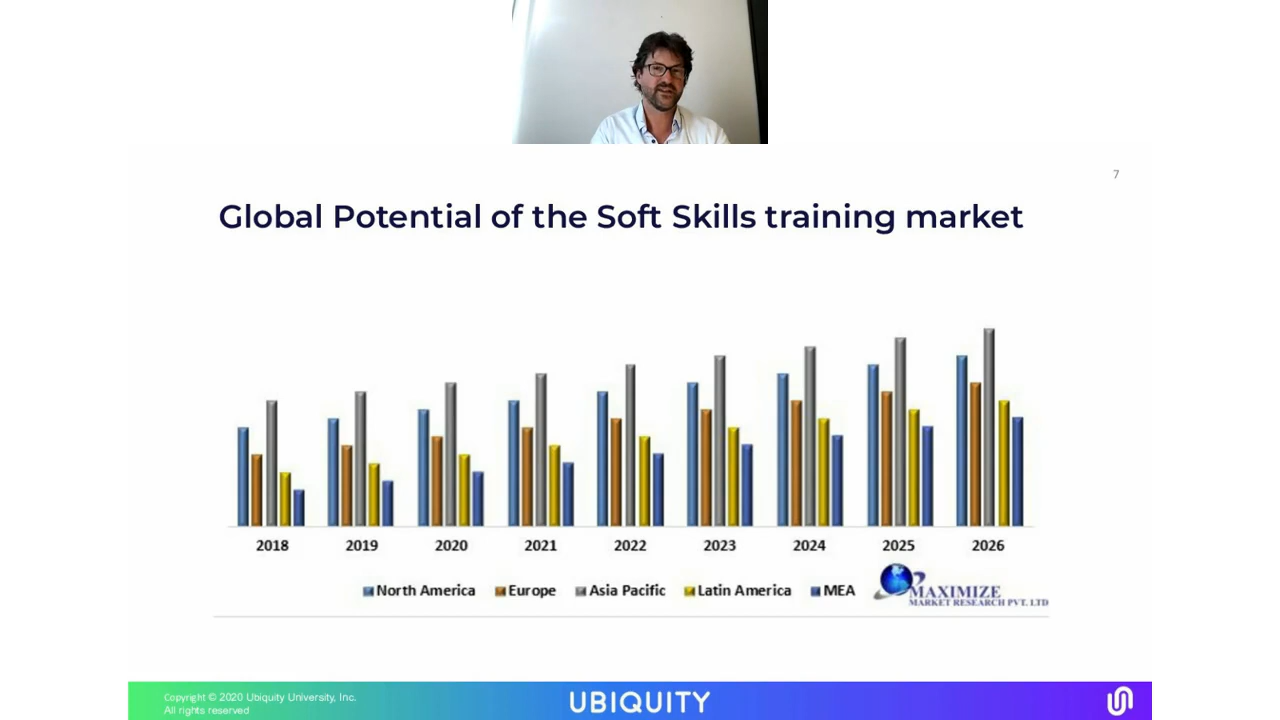 7
Global Potential of the Soft Skills training market
2018 2019 2020 2021 2022 2023 2024 2025 2026
North America Europe Asia Pacific Latin America MEA
MAXIMIZE
MARKET RESEARCH PVT. LTD
Copyright © 2020 Ubiquity University, Inc.
All rights reserved
UBIQUITY